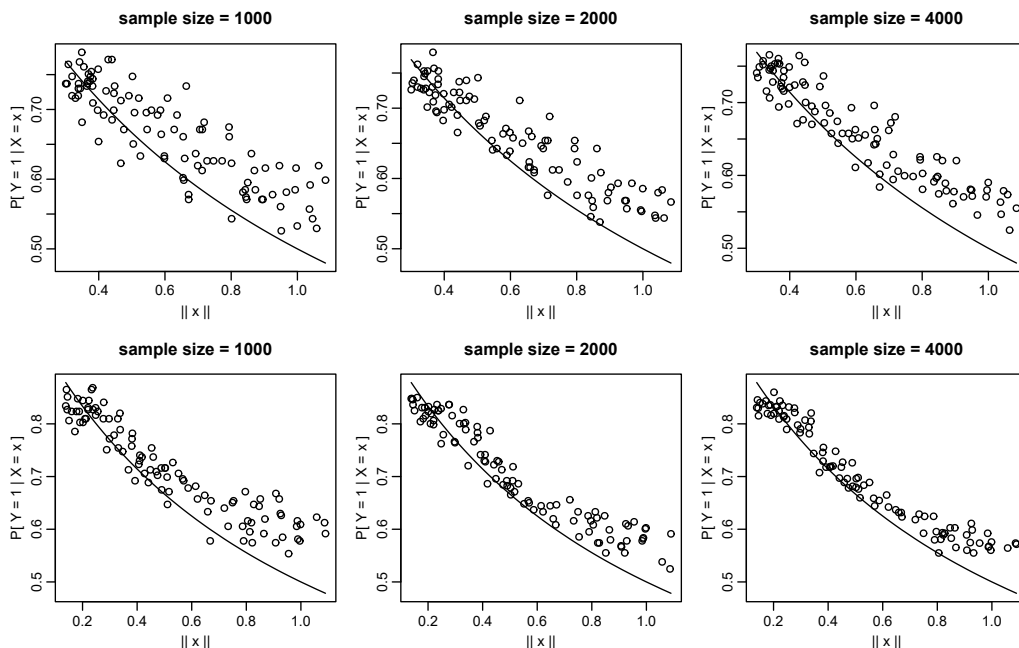 sample size = 1000
sample size = 2000
sample size = 4000
P[ Y = 1 | X = x ]
0.50 0.60 0.70
0.4 0.6 0.8 1.0
|| x ||
P[ Y = 1 | X = x ]
0.50 0.60 0.70
0.4 0.6 0.8 1.0
|| x ||
P[ Y = 1 | X = x ]
0.50 0.60 0.70
0.4 0.6 0.8 1.0
|| x ||
sample size = 1000
sample size = 2000
sample size = 4000
P[ Y = 1 | X = x ]
0.5 0.6 0.7 0.8
0.2 0.4 0.6 0.8 1.0
|| x ||
P[ Y = 1 | X = x ]
0.5 0.6 0.7 0.8
0.2 0.4 0.6 0.8 1.0
|| x ||
P[ Y = 1 | X = x ]
0.5 0.6 0.7 0.8
0.2 0.4 0.6 0.8 1.0
|| x ||